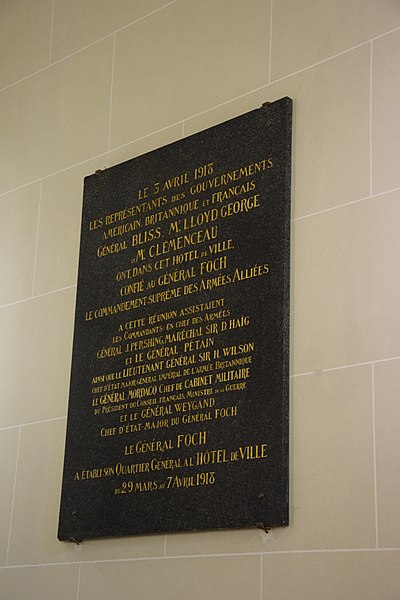 LE 3 AVRIL 1918
LES REPRÉSENTANTS DES GOUVERNEMENTS
AMÉRICAIN, BRITANNIQUE ET FRANÇAIS
GÉNÉRAL BLISS, MR. LLOYD GEORGE
ET MR. CLEMENCEAU
ONT, DANS CET HÔTEL DE VILLE,
CONFIÉ AU GÉNÉRAL FOCH
LE COMMANDEMENT SUPRÊME DES ARMÉES ALLIÉES
A CETTE RÉUNION ASSISTAIENT
LES COMMANDANTS EN CHEF DES ARMÉES
GÉNÉRAL J. PERSHING, MARÉCHAL SIR D. HAIG
ET LE GÉNÉRAL PÉTAIN
AINSI QUE LE LIEUTENANT GÉNÉRAL SIR H. WILSON
CHEF D'ÉTAT MAJOR GÉNÉRAL IMPÉRIAL DE L'ARMÉE BRITANNIQUE
LE GÉNÉRAL MORDACQ CHEF DE CABINET MILITAIRE
DU PRÉSIDENT DU CONSEIL FRANÇAIS, MINISTRE DE LA GUERRE
ET LE GÉNÉRAL WEYGAND
CHEF D'ÉTAT-MAJOR DU GÉNÉRAL FOCH
LE GÉNÉRAL FOCH
A ÉTABLI SON QUARTIER GÉNÉRAL A L'HÔTEL DE VILLE
DU 29 MARS AU 7 AVRIL 1918